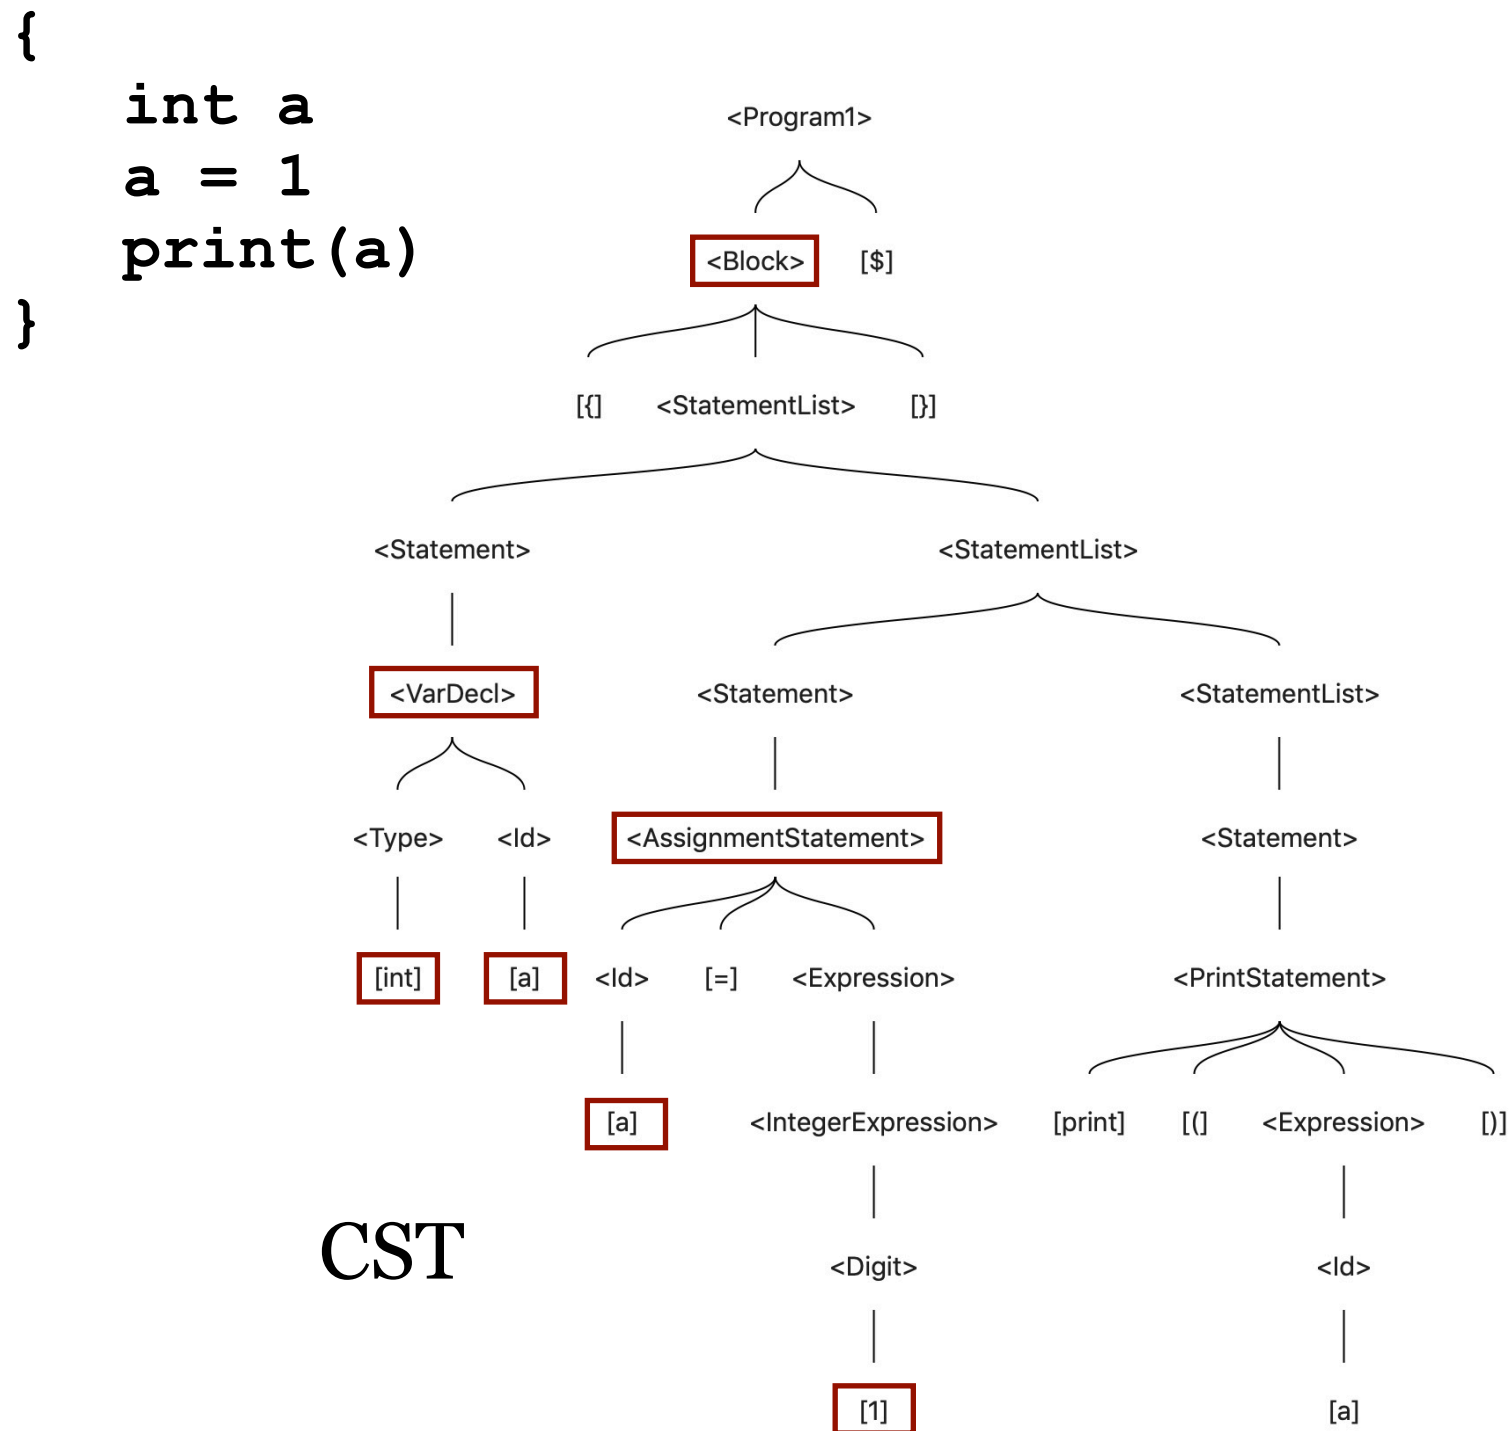 {
int a
a = 1
print(a)
}
<Program1>
<Block> [$]
[{] <StatementList> [}]
<Statement> <StatementList>
<VarDecl> <Statement> <StatementList>
<Type> <Id> <AssignmentStatement> <Statement>
[int] [a] <Id> [=] <Expression> <PrintStatement>
[a] <IntegerExpression> [print] [(] <Expression> [)]
CST
<Digit> <Id>
[1] [a]